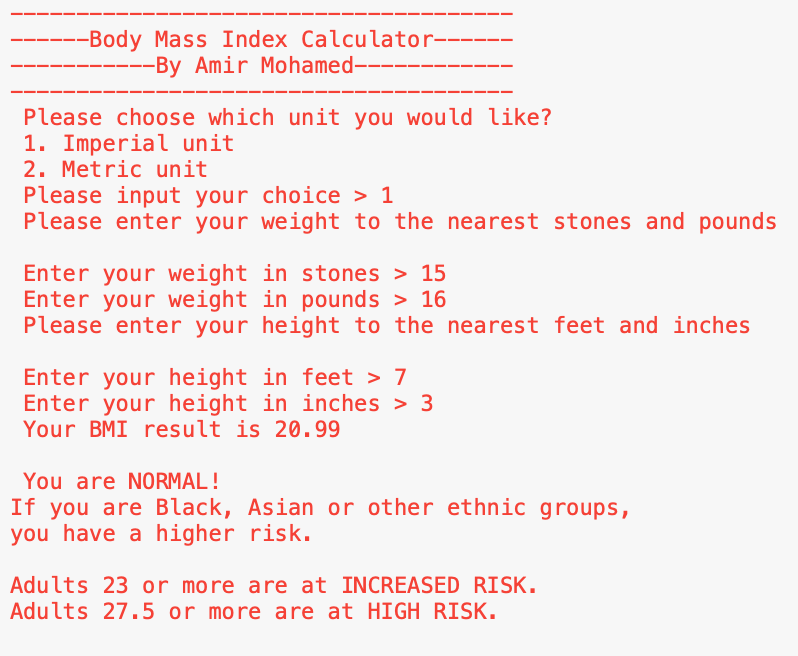 --------------------------------------
------Body Mass Index Calculator------
-----------By Amir Mohamed------------
--------------------------------------
Please choose which unit you would like?
1. Imperial unit
2. Metric unit
Please input your choice > 1
Please enter your weight to the nearest stones and pounds
Enter your weight in stones > 15
Enter your weight in pounds > 16
Please enter your height to the nearest feet and inches
Enter your height in feet > 7
Enter your height in inches > 3
Your BMI result is 20.99
You are NORMAL!
If you are Black, Asian or other ethnic groups,
you have a higher risk.
Adults 23 or more are at INCREASED RISK.
Adults 27.5 or more are at HIGH RISK.